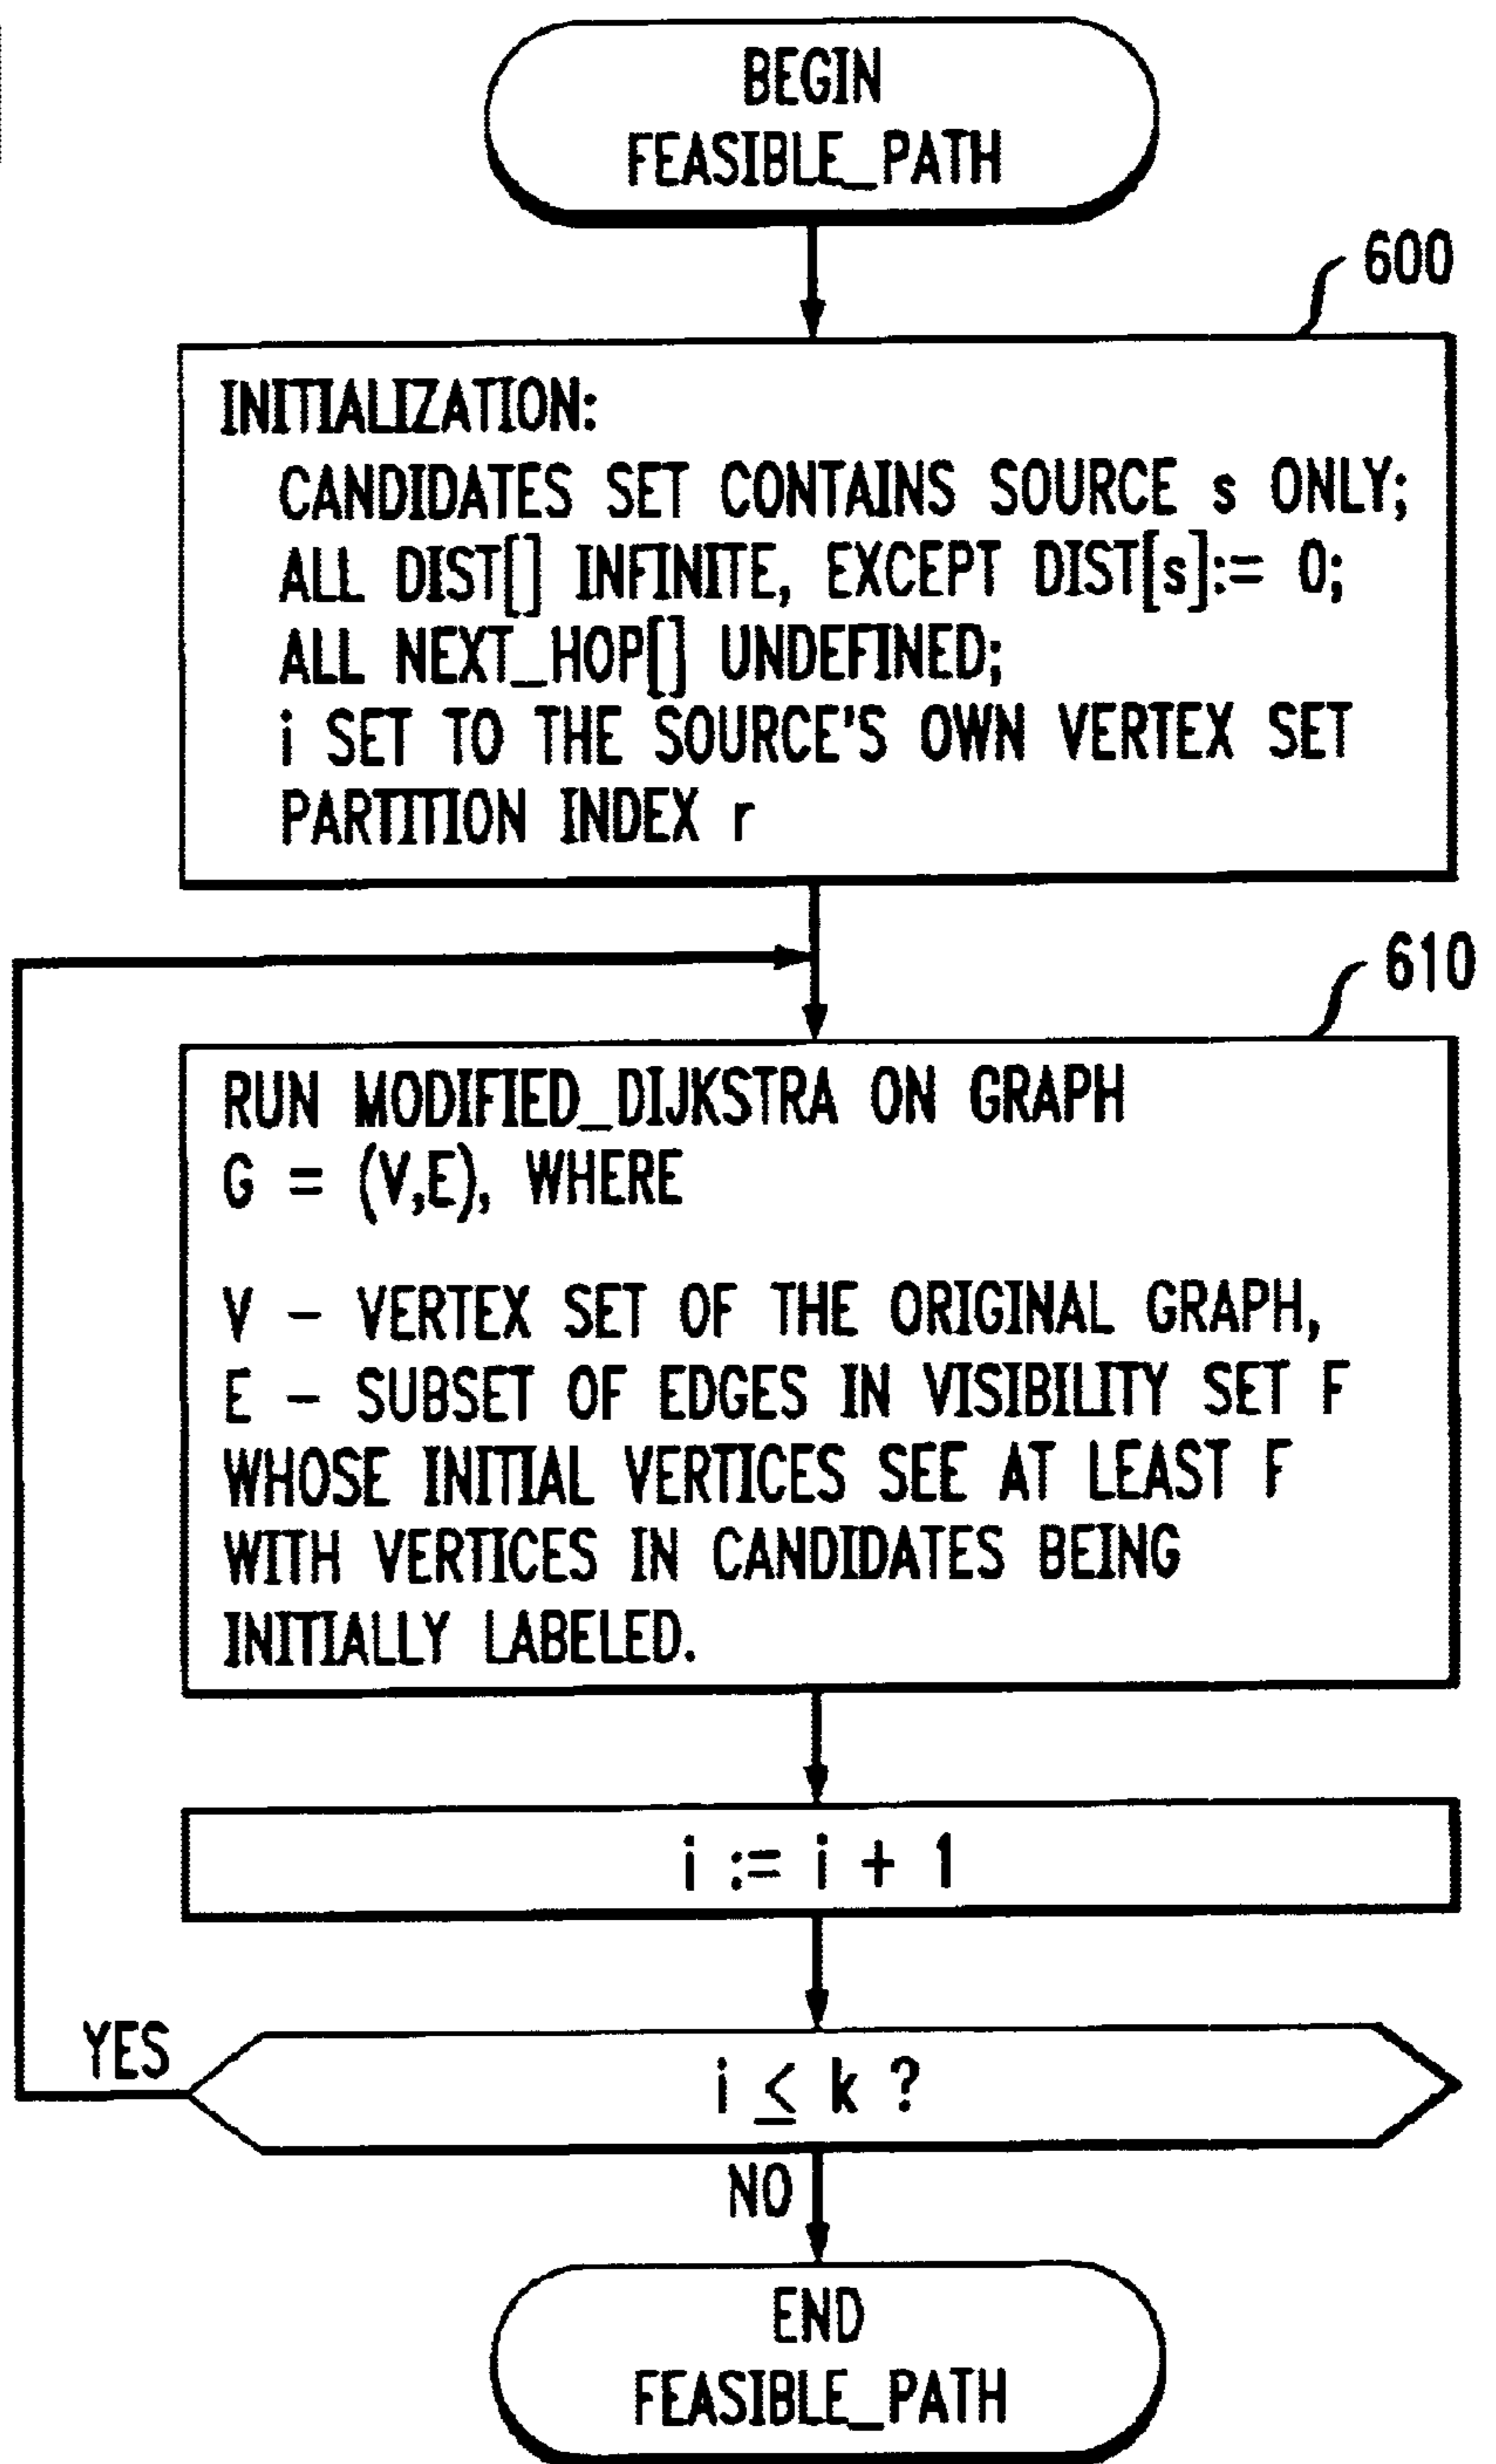 BEGIN
FEASIBLE_PATH
600
INITIALIZATION:
CANDIDATES SET CONTAINS SOURCE s ONLY;
ALL DIST[] INFINITE, EXCEPT DIST[s]:= 0;
ALL NEXT_HOP[] UNDEFINED;
i SET TO THE SOURCE'S OWN VERTEX SET
PARTITION INDEX r
610
RUN MODIFIED_DIJKSTRA ON GRAPH
G = (V,E), WHERE
V – VERTEX SET OF THE ORIGINAL GRAPH,
E – SUBSET OF EDGES IN VISIBILITY SET F
WHOSE INITIAL VERTICES SEE AT LEAST F
WITH VERTICES IN CANDIDATES BEING
INITIALLY LABELED.
i := i + 1
YES
i ≤ k ?
NO
END
FEASIBLE_PATH